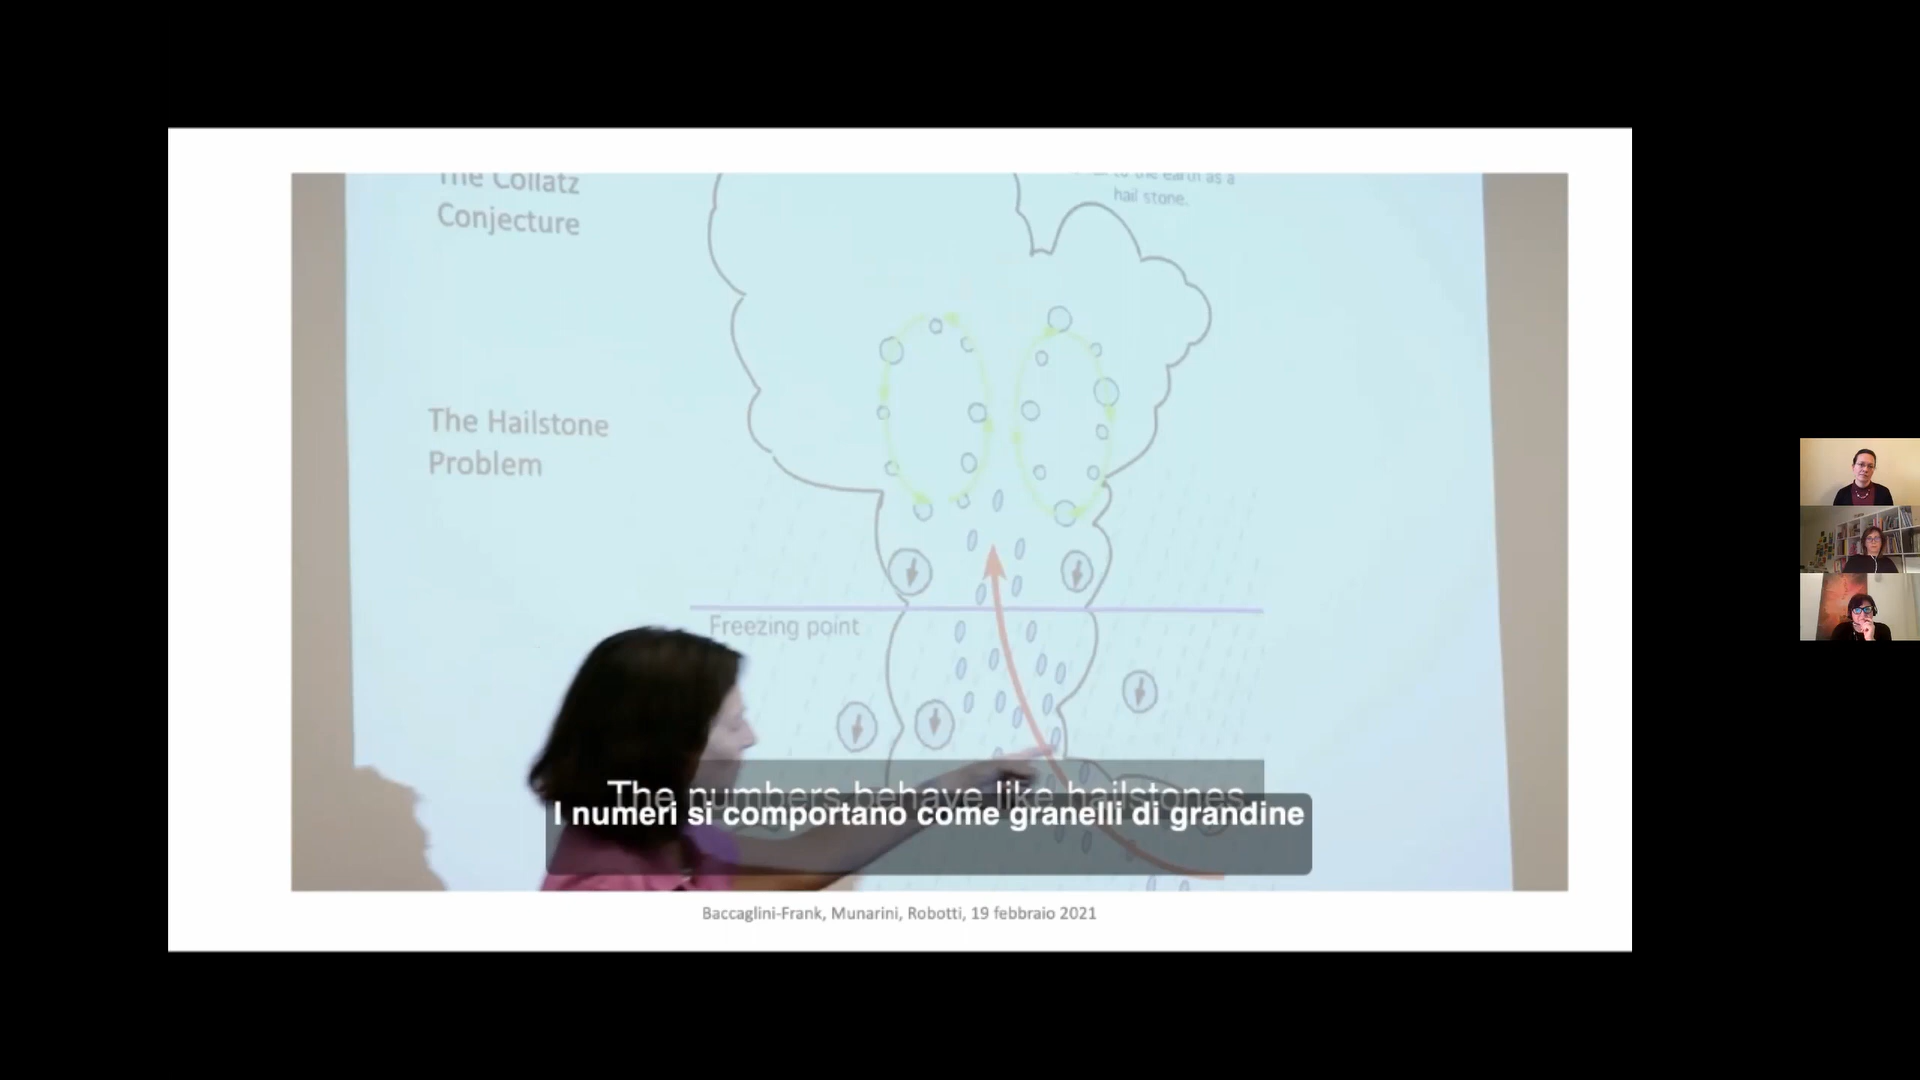 The Collatz
Conjecture
to the earth as a
hail stone.
The Hailstone
Problem
Freezing point
The numbers behave like hailstones
I numeri si comportano come granelli di grandine
Baccaglini-Frank, Munarini, Robotti, 19 febbraio 2021